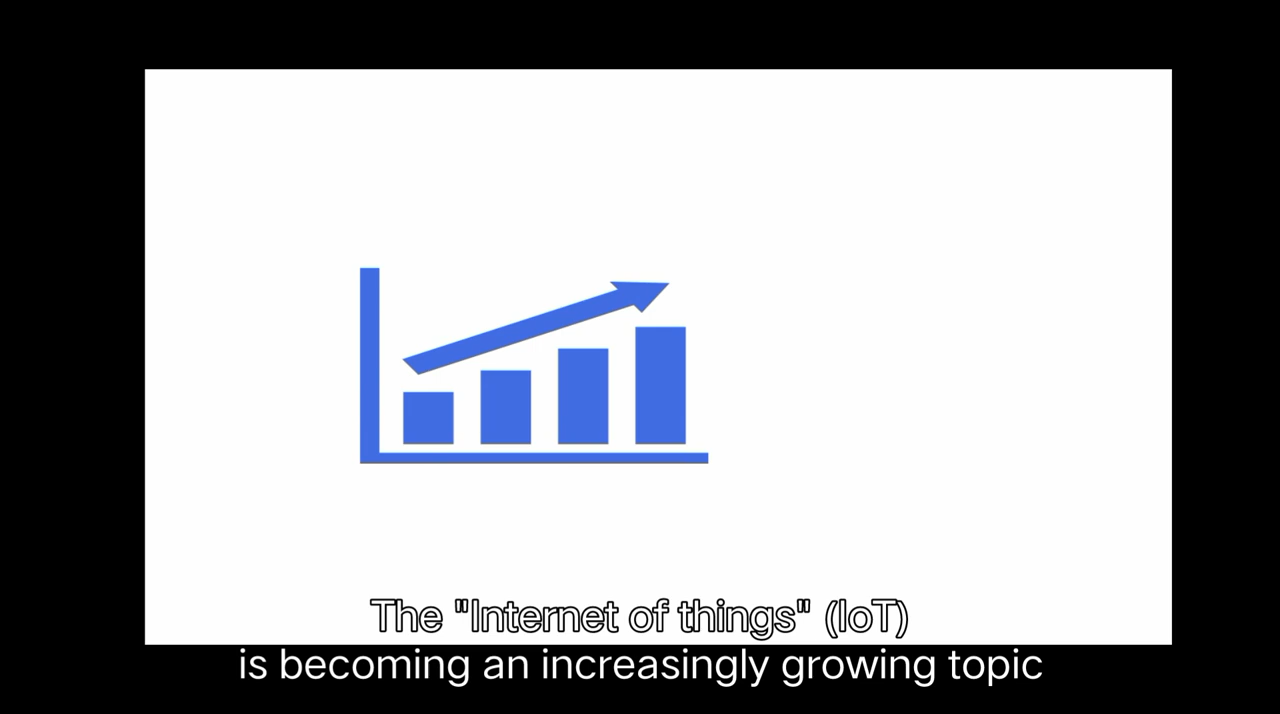 The "Internet of things" (IoT)
is becoming an increasingly growing topic